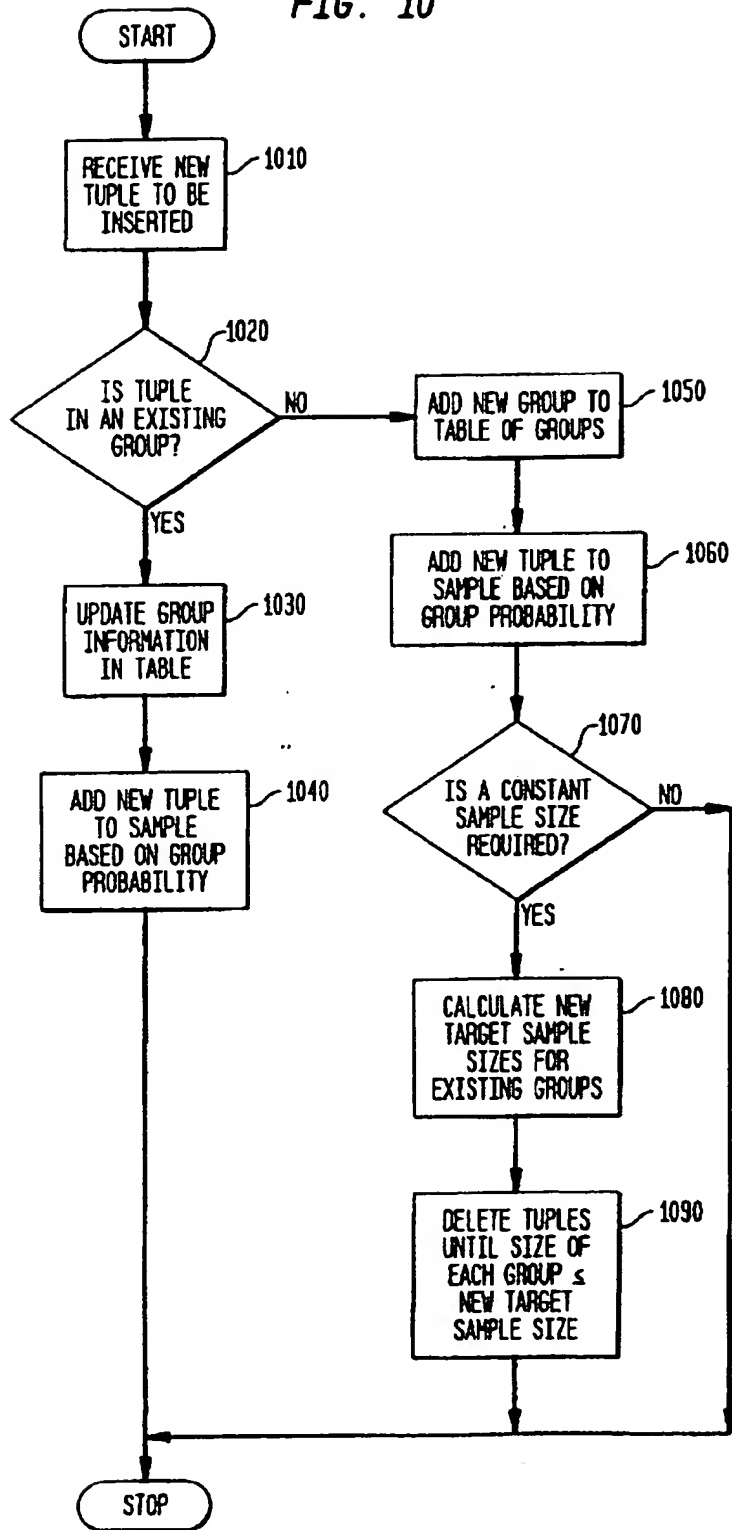 FIG. 10
START
RECEIVE NEW
TUPLE TO BE
INSERTED
1010
IS TUPLE
IN AN EXISTING
GROUP?
1020
NO
YES
UPDATE GROUP
INFORMATION
IN TABLE
1030
ADD NEW TUPLE
TO SAMPLE
BASED ON GROUP
PROBABILITY
1040
ADD NEW GROUP TO
TABLE OF GROUPS
1050
ADD NEW TUPLE TO
SAMPLE BASED ON
GROUP PROBABILITY
1060
IS A CONSTANT
SAMPLE SIZE
REQUIRED?
1070
NO
YES
CALCULATE NEW
TARGET SAMPLE
SIZES FOR
EXISTING GROUPS
1080
DELETE TUPLES
UNTIL SIZE OF
EACH GROUP ≤
NEW TARGET
SAMPLE SIZE
1090
STOP